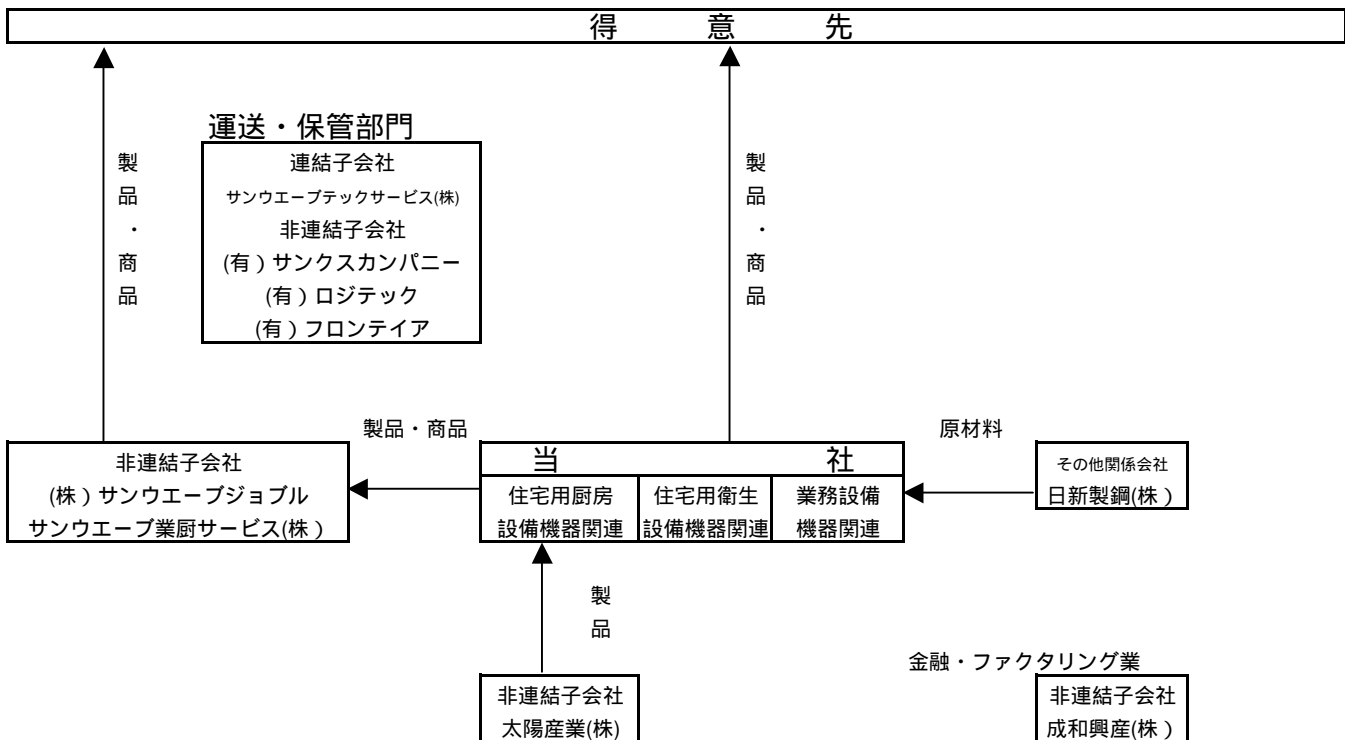 得 意 先
運送・保管部門
連結子会社
サンウエーブテックサービス(株)
非連結子会社
(有)サンクスカンパニー
(有)ロジテック
(有)フロンテイア
製品・商品
製品・商品
製品・商品
原材料
非連結子会社
(株)サンウエーブジョブル
サンウエーブ業厨サービス(株)
当 社
住宅用厨房
設備機器関連
住宅用衛生
設備機器関連
業務設備
機器関連
その他関係会社
日新製鋼(株)
製品
非連結子会社
太陽産業(株)
金融・ファクタリング業
非連結子会社
成和興産(株)